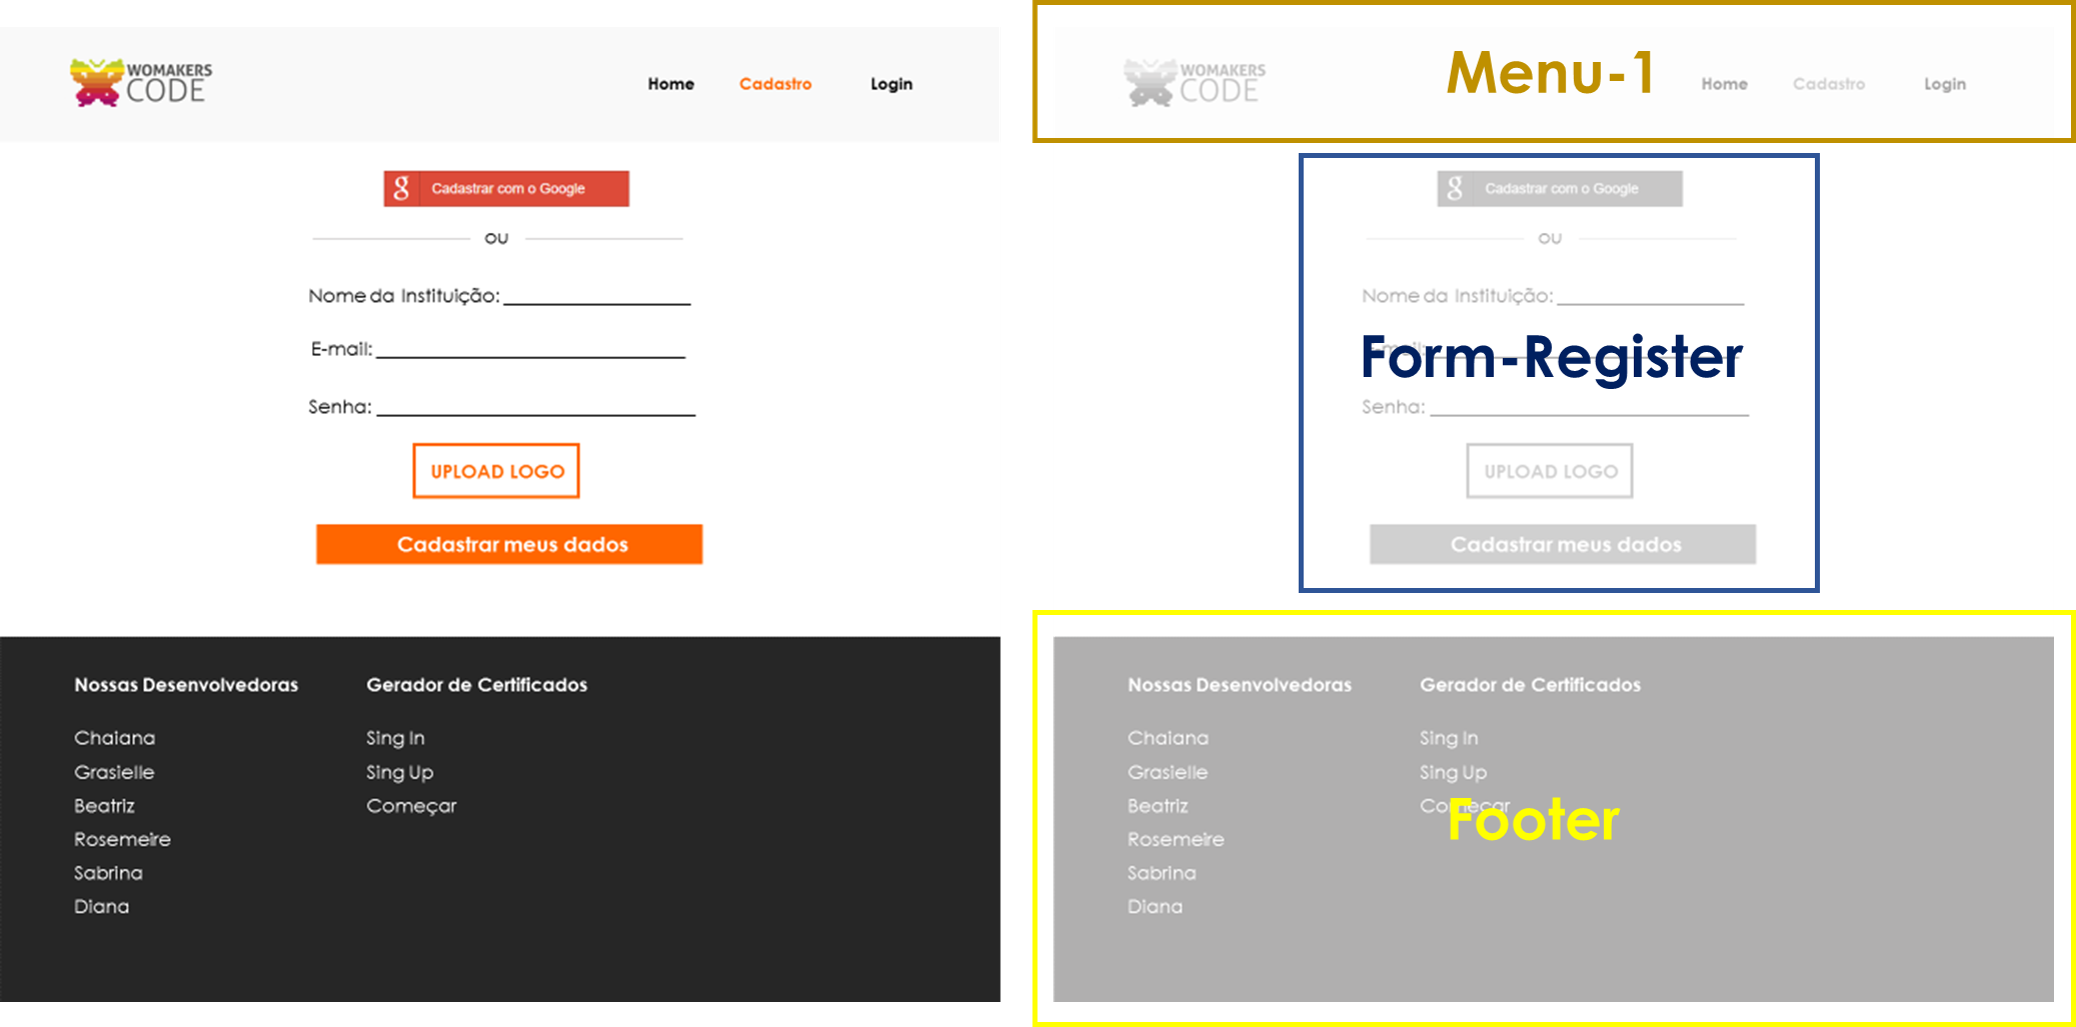 WOMAKERS
CODE
Home Cadastro Login
g Cadastrar com o Google
OU
Nome da Instituição:
E-mail:
Senha:
UPLOAD LOGO
Cadastrar meus dados
Nossas Desenvolvedoras Gerador de Certificados
Chaiana Sing In
Grasielle Sing Up
Beatriz Começar
Rosemeire
Sabrina
Diana
WOMAKERS
CODE
Menu-1
Home Cadastro Login
g Cadastrar com o Google
OU
Nome da Instituição:
E-mail:
Form-Register
Senha:
UPLOAD LOGO
Cadastrar meus dados
Nossas Desenvolvedoras Gerador de Certificados
Chaiana Sing In
Grasielle Sing Up
Beatriz Começar
Footer
Rosemeire
Sabrina
Diana